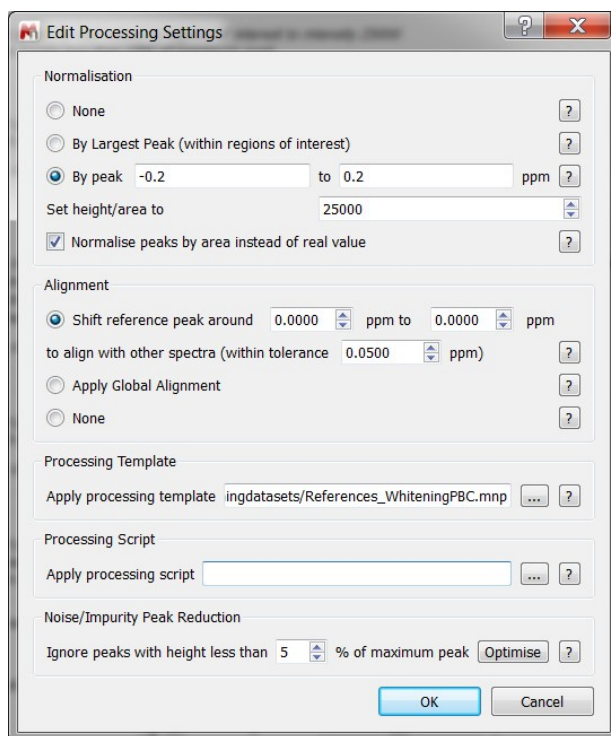 Edit Processing Settings
Normalisation
None ?
By Largest Peak (within regions of interest) ?
By peak -0.2 to 0.2 ppm ?
Set height/area to 25000
Normalise peaks by area instead of real value ?
Alignment
Shift reference peak around 0.0000 ppm to 0.0000 ppm
to align with other spectra (within tolerance 0.0500 ppm) ?
Apply Global Alignment ?
None ?
Processing Template
Apply processing template ingdatasets/References_WhiteningPBC.mnp ... ?
Processing Script
Apply processing script ... ?
Noise/Impurity Peak Reduction
Ignore peaks with height less than 5 % of maximum peak Optimise ?
OK Cancel